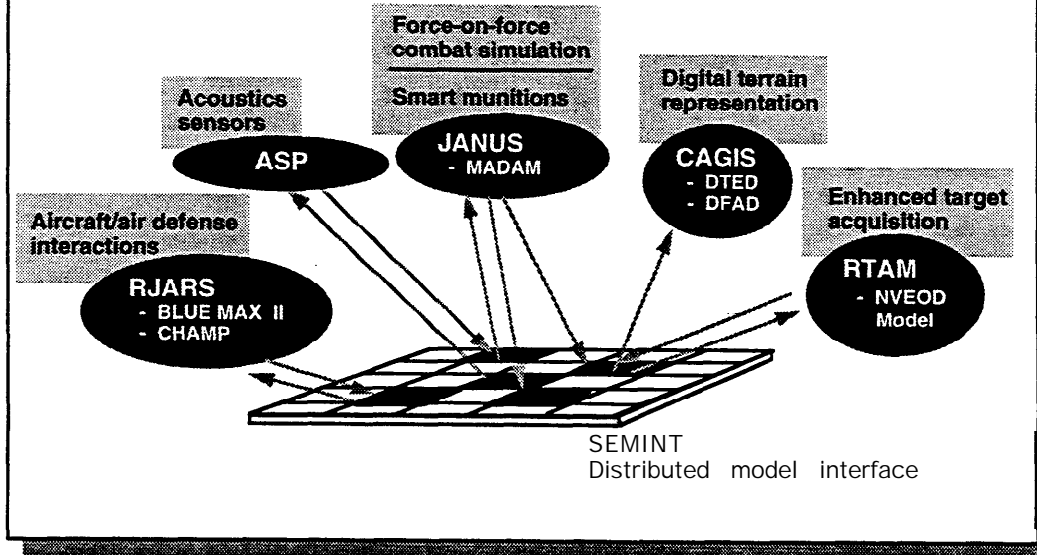 Force-on-force
combat simulation
Smart munitions
JANUS
- MADAM
Acoustics
sensors
ASP
Digital terrain
representation
CAGIS
- DTED
- DFAD
Aircraft/air defense
interactions
RJARS
- BLUE MAX II
- CHAMP
Enhanced target
acquisition
RTAM
- NVEOD
Model
SEMINT
Distributed model interface